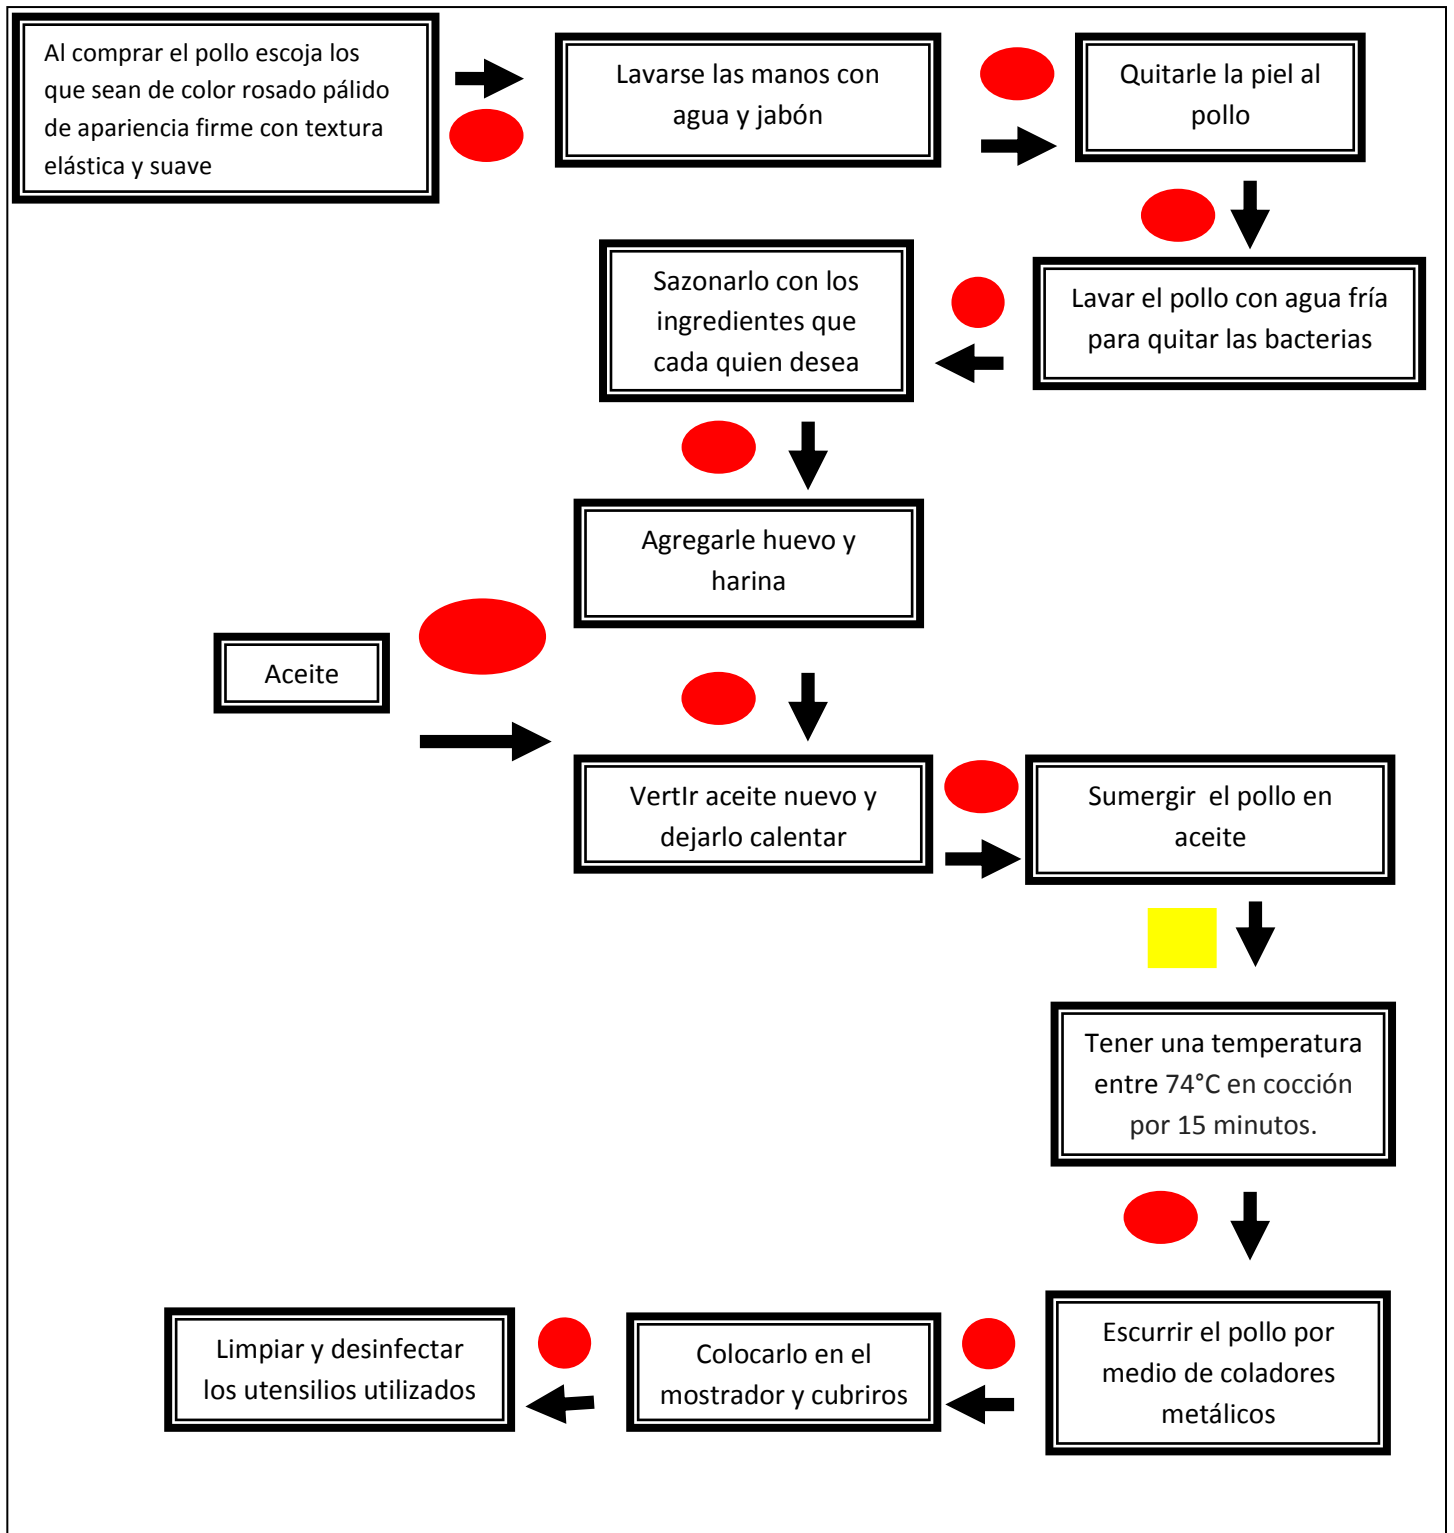 Al comprar el pollo escoja los
que sean de color rosado pálido
de apariencia firme con textura
elástica y suave
Lavarse las manos con
agua y jabón
Quitarle la piel al
pollo
Lavar el pollo con agua fría
para quitar las bacterias
Sazonarlo con los
ingredientes que
cada quien desea
Agregarle huevo y
harina
Aceite
VertIr aceite nuevo y
dejarlo calentar
Sumergir el pollo en
aceite
Tener una temperatura
entre 74°C en cocción
por 15 minutos.
Escurrir el pollo por
medio de coladores
metálicos
Colocarlo en el
mostrador y cubriros
Limpiar y desinfectar
los utensilios utilizados